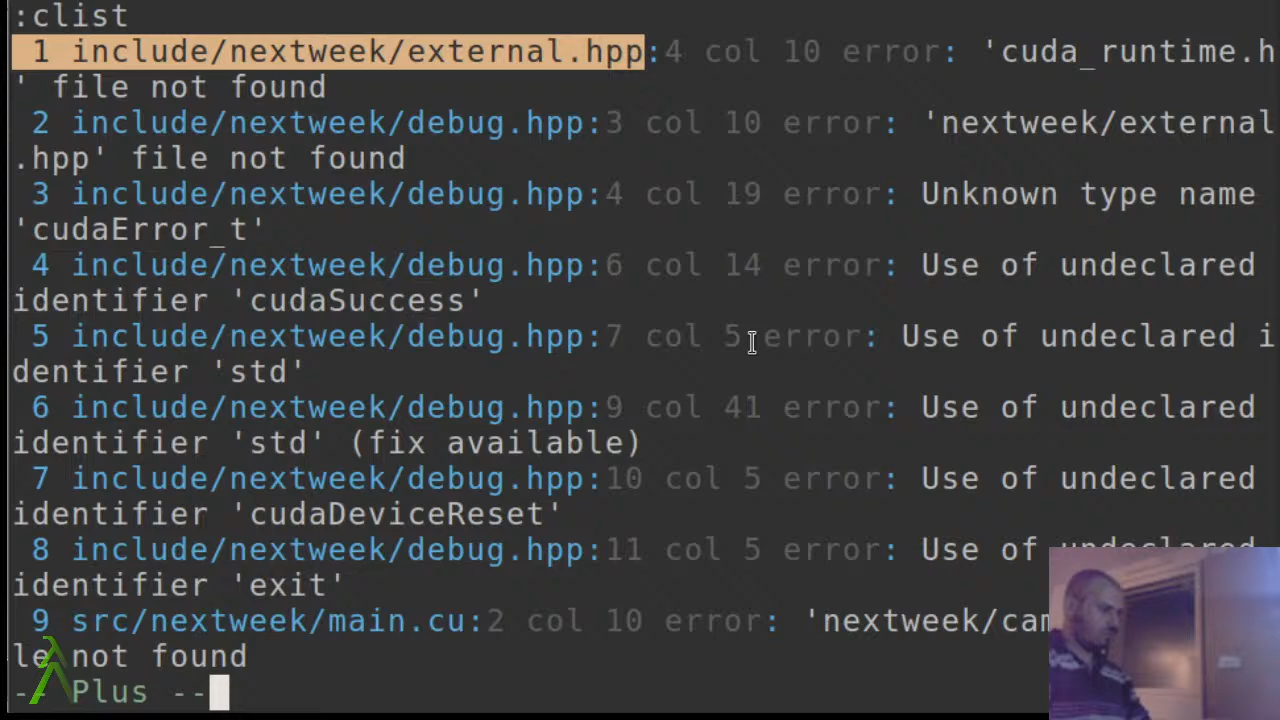 :clist
1 include/nextweek/external.hpp:4 col 10 error: 'cuda_runtime.h
' file not found
2 include/nextweek/debug.hpp:3 col 10 error: 'nextweek/external
.hpp' file not found
3 include/nextweek/debug.hpp:4 col 19 error: Unknown type name
'cudaError_t'
4 include/nextweek/debug.hpp:6 col 14 error: Use of undeclared
identifier 'cudaSuccess'
5 include/nextweek/debug.hpp:7 col 5 error: Use of undeclared i
dentifier 'std'
6 include/nextweek/debug.hpp:9 col 41 error: Use of undeclared
identifier 'std' (fix available)
7 include/nextweek/debug.hpp:10 col 5 error: Use of undeclared
identifier 'cudaDeviceReset'
8 include/nextweek/debug.hpp:11 col 5 error: Use of undeclared
identifier 'exit'
9 src/nextweek/main.cu:2 col 10 error: 'nextweek/cam
le not found
-- Plus --